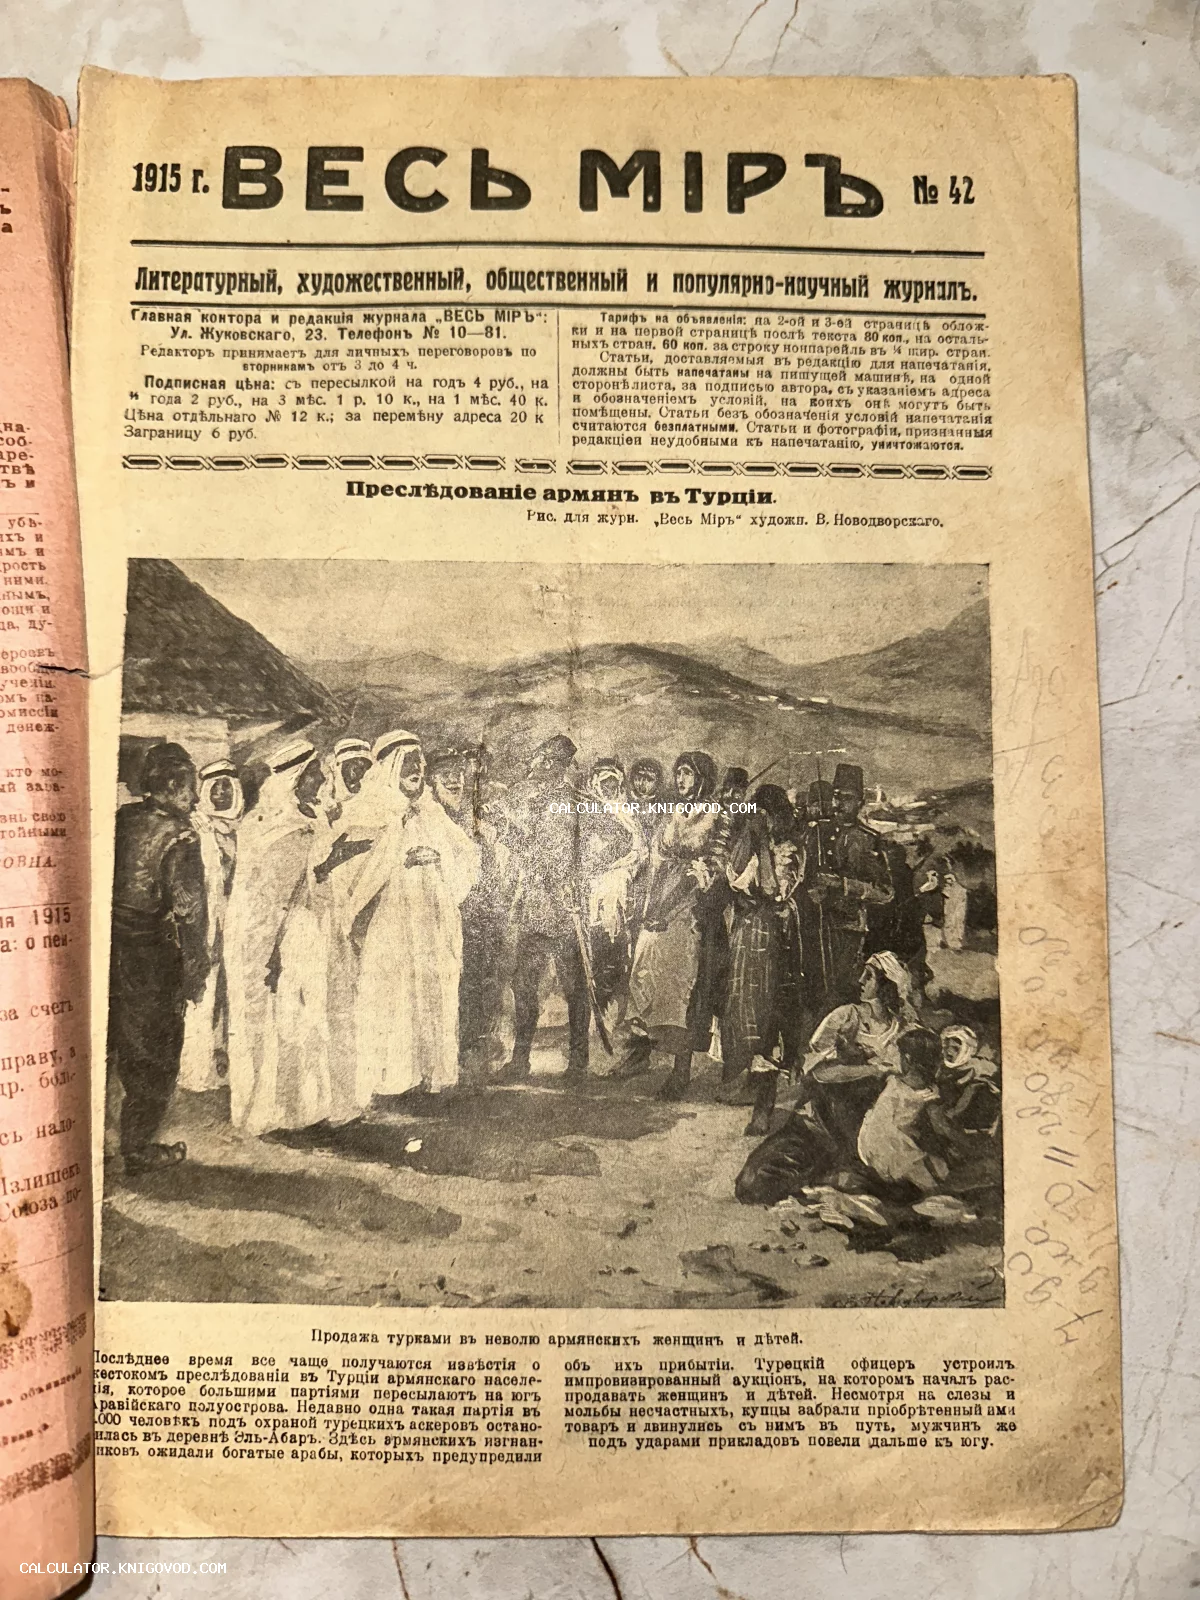 1915 г. ВЕСЬ МІРЪ № 42
Литературный, художественный, общественный и популярно-научный журналъ.
Главная контора и редакція журнала „ВЕСЬ МІРЪ“:
Ул. Жуковскаго, 23. Телефонъ № 10—81.
Редакторъ принимаетъ для личныхъ переговоровъ по
вторникамъ отъ 3 до 4 ч.
Подписная цѣна: съ пересылкой на годъ 4 руб., на
½ года 2 руб., на 3 мѣс. 1 р. 10 к., на 1 мѣс. 40 к.
Цѣна отдѣльнаго № 12 к.; за перемѣну адреса 20 к
Заграницу 6 руб.
Тарифъ на объявленія: на 2-ой и 3-ей страницѣ облож-
ки и на первой страницѣ послѣ текста 80 коп., на осталь-
ныхъ стран. 60 коп. за строку нонпарейль въ ¼ шир. стран.
Статьи, доставляемыя въ редакцію для напечатанія,
должны быть напечатаны на пишущей машинѣ, на одной
сторонѣ листа, за подписью автора, съ указаніемъ адреса
и обозначеніемъ условій, на коихъ онѣ могутъ быть
помѣщены. Статьи безъ обозначенія условій напечатанія
считаются безплатными. Статьи и фотографіи, признанныя
редакціей неудобными къ напечатанію, уничтожаются.
Преслѣдованіе армянъ въ Турціи.
Рис. для журн. „Весь Міръ“ художн. В. Новодворскаго.
CALCULATOR.KNIGOVOD.COM
Продажа турками въ неволю армянскихъ женщинъ и дѣтей.
Послѣднее время все чаще получаются извѣстія о
жестокомъ преслѣдованіи въ Турціи армянскаго населе-
нія, которое большими партіями пересылаютъ на югъ
Аравійскаго полуострова. Недавно одна такая партія въ
000 человѣкъ подъ охраной турецкихъ аскеровъ остано-
вилась въ деревнѣ Эль-Абаръ. Здѣсь армянскихъ изгнан-
никовъ ожидали богатые арабы, которыхъ предупредили
объ ихъ прибытіи. Турецкій офицеръ устроилъ
импровизированный аукціонъ, на которомъ началъ рас-
продавать женщинъ и дѣтей. Несмотря на слезы и
мольбы несчастныхъ, купцы забрали пріобрѣтенный ими
товаръ и двинулись съ нимъ въ путь, мужчинъ же
подъ ударами прикладовъ повели дальше къ югу.
CALCULATOR.KNIGOVOD.COM